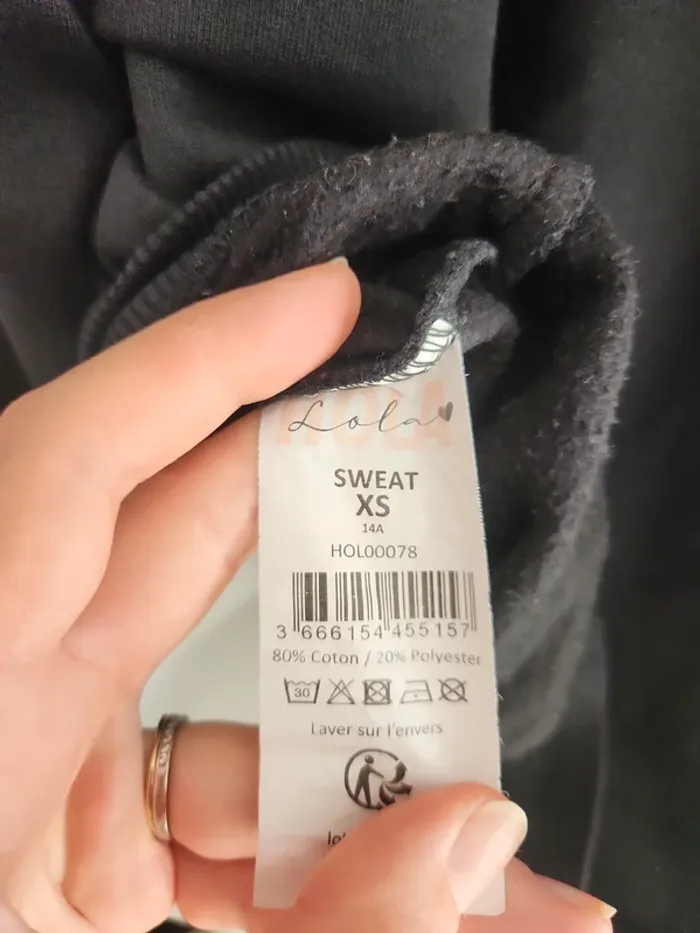 Lola
SWEAT
XS
14A
HOL00078
3 666154 455157
80% Coton / 20% Polyester
30
Laver sur l'envers